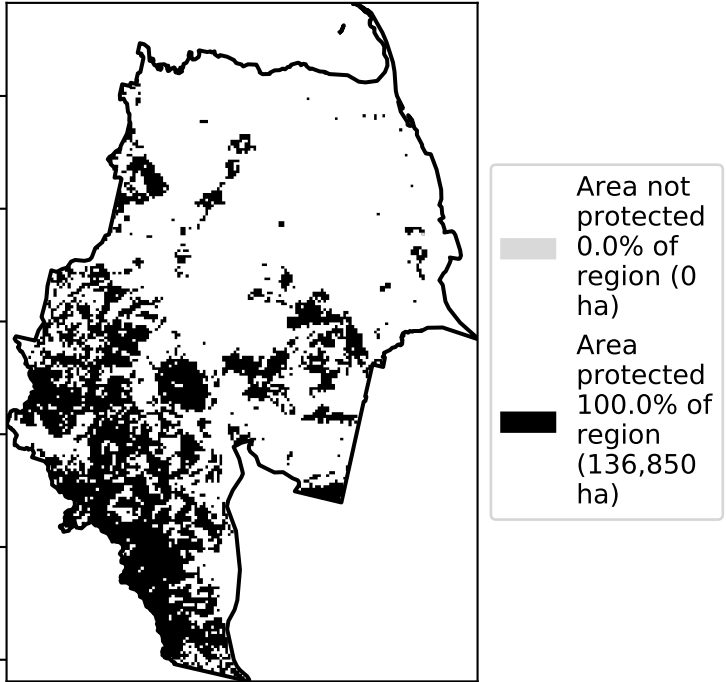 Area not
protected
0.0% of
region (0
ha)
Area
protected
100.0% of
region
(136,850
ha)